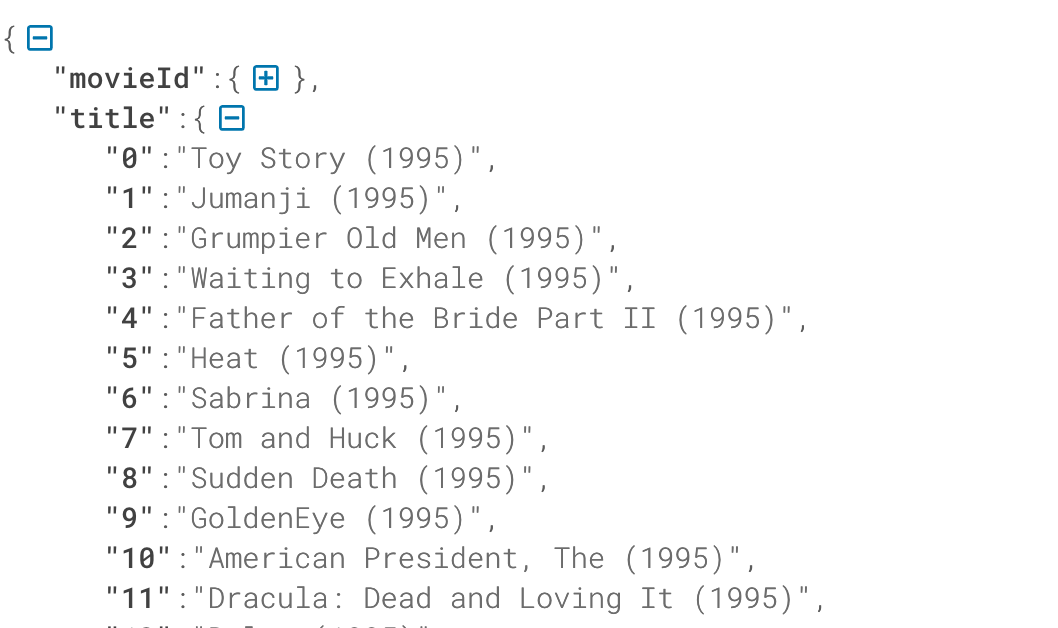 {
"movieId":{ },
"title":{
"0":"Toy Story (1995)",
"1":"Jumanji (1995)",
"2":"Grumpier Old Men (1995)",
"3":"Waiting to Exhale (1995)",
"4":"Father of the Bride Part II (1995)",
"5":"Heat (1995)",
"6":"Sabrina (1995)",
"7":"Tom and Huck (1995)",
"8":"Sudden Death (1995)",
"9":"GoldenEye (1995)",
"10":"American President, The (1995)",
"11":"Dracula: Dead and Loving It (1995)",